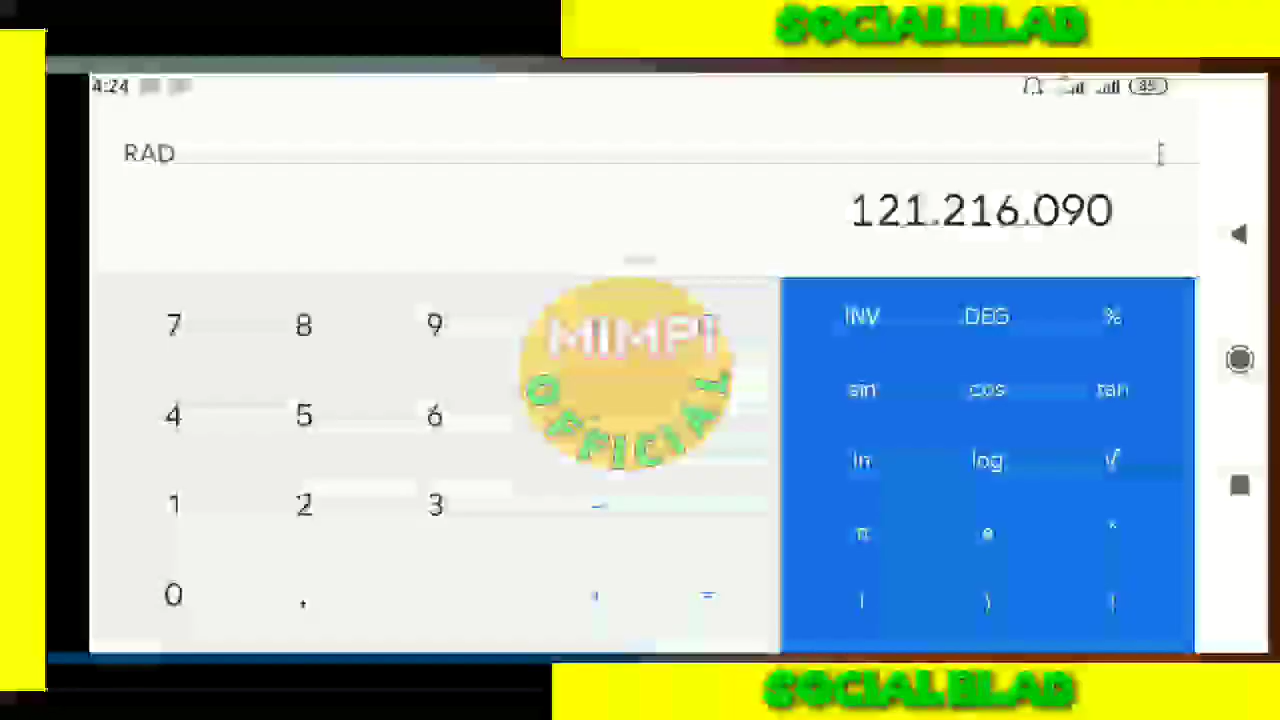 SOCIALBLAD
4:24
RAD
121.216.090
7 8 9 INV DEG %
MIMPI
OFFICIAL
4 5 6 sin cos tan
ln log √
1 2 3 −
π e ^
0 . + =
( ) !
SOCIALBLAD